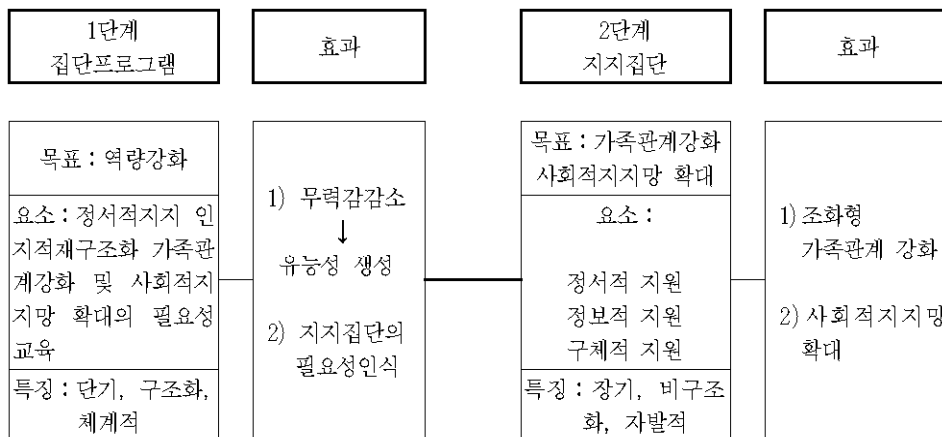 1단계
집단프로그램
효과
2단계
지지집단
효과
목표 : 역량강화
요소 : 정서적지지 인
지적재구조화 가족관
계강화 및 사회적지
지망 확대의 필요성
교육
특징 : 단기, 구조화,
체계적
1) 무력감감소
↓
유능성 생성
2) 지지집단의
필요성인식
목표 : 가족관계강화
사회적지지망 확대
요소 :
정서적 지원
정보적 지원
구체적 지원
특징 : 장기, 비구조
화, 자발적
1) 조화형
가족관계 강화
2) 사회적지지망
확대